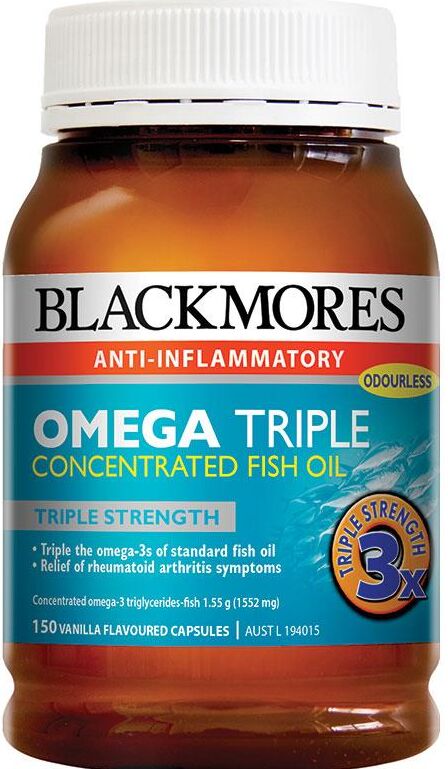 BLACKMORES
ANTI-INFLAMMATORY
ODOURLESS
OMEGA TRIPLE
CONCENTRATED FISH OIL
TRIPLE STRENGTH
• Triple the omega-3s of standard fish oil
• Relief of rheumatoid arthritis symptoms
TRIPLE STRENGTH
3x
Concentrated omega-3 triglycerides-fish 1.55 g (1552 mg)
150 VANILLA FLAVOURED CAPSULES | AUST L 194015